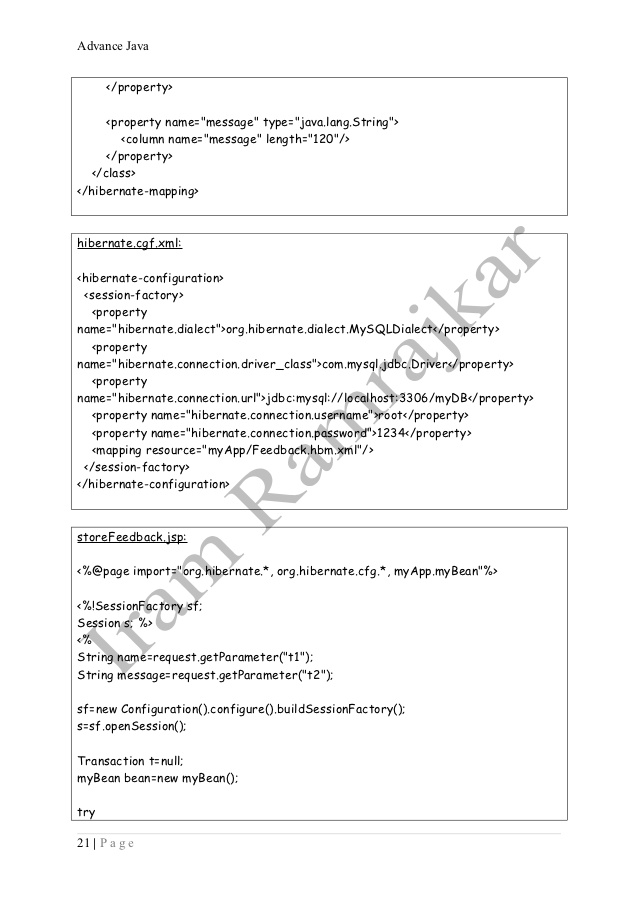 Advance Java
</property>
<property name="message" type="java.lang.String">
<column name="message" length="120"/>
</property>
</class>
</hibernate-mapping>
hibernate.cgf.xml:
<hibernate-configuration>
<session-factory>
<property
name="hibernate.dialect">org.hibernate.dialect.MySQLDialect</property>
<property
name="hibernate.connection.driver_class">com.mysql.jdbc.Driver</property>
<property
name="hibernate.connection.url">jdbc:mysql://localhost:3306/myDB</property>
<property name="hibernate.connection.username">root</property>
<property name="hibernate.connection.password">1234</property>
<mapping resource="myApp/Feedback.hbm.xml"/>
</session-factory>
</hibernate-configuration>
storeFeedback.jsp:
<%@page import="org.hibernate.*, org.hibernate.cfg.*, myApp.myBean"%>
<%!SessionFactory sf;
Session s; %>
<%
String name=request.getParameter("t1");
String message=request.getParameter("t2");
sf=new Configuration().configure().buildSessionFactory();
s=sf.openSession();
Transaction t=null;
myBean bean=new myBean();
try
21 | Page
Iram Ramrajkar